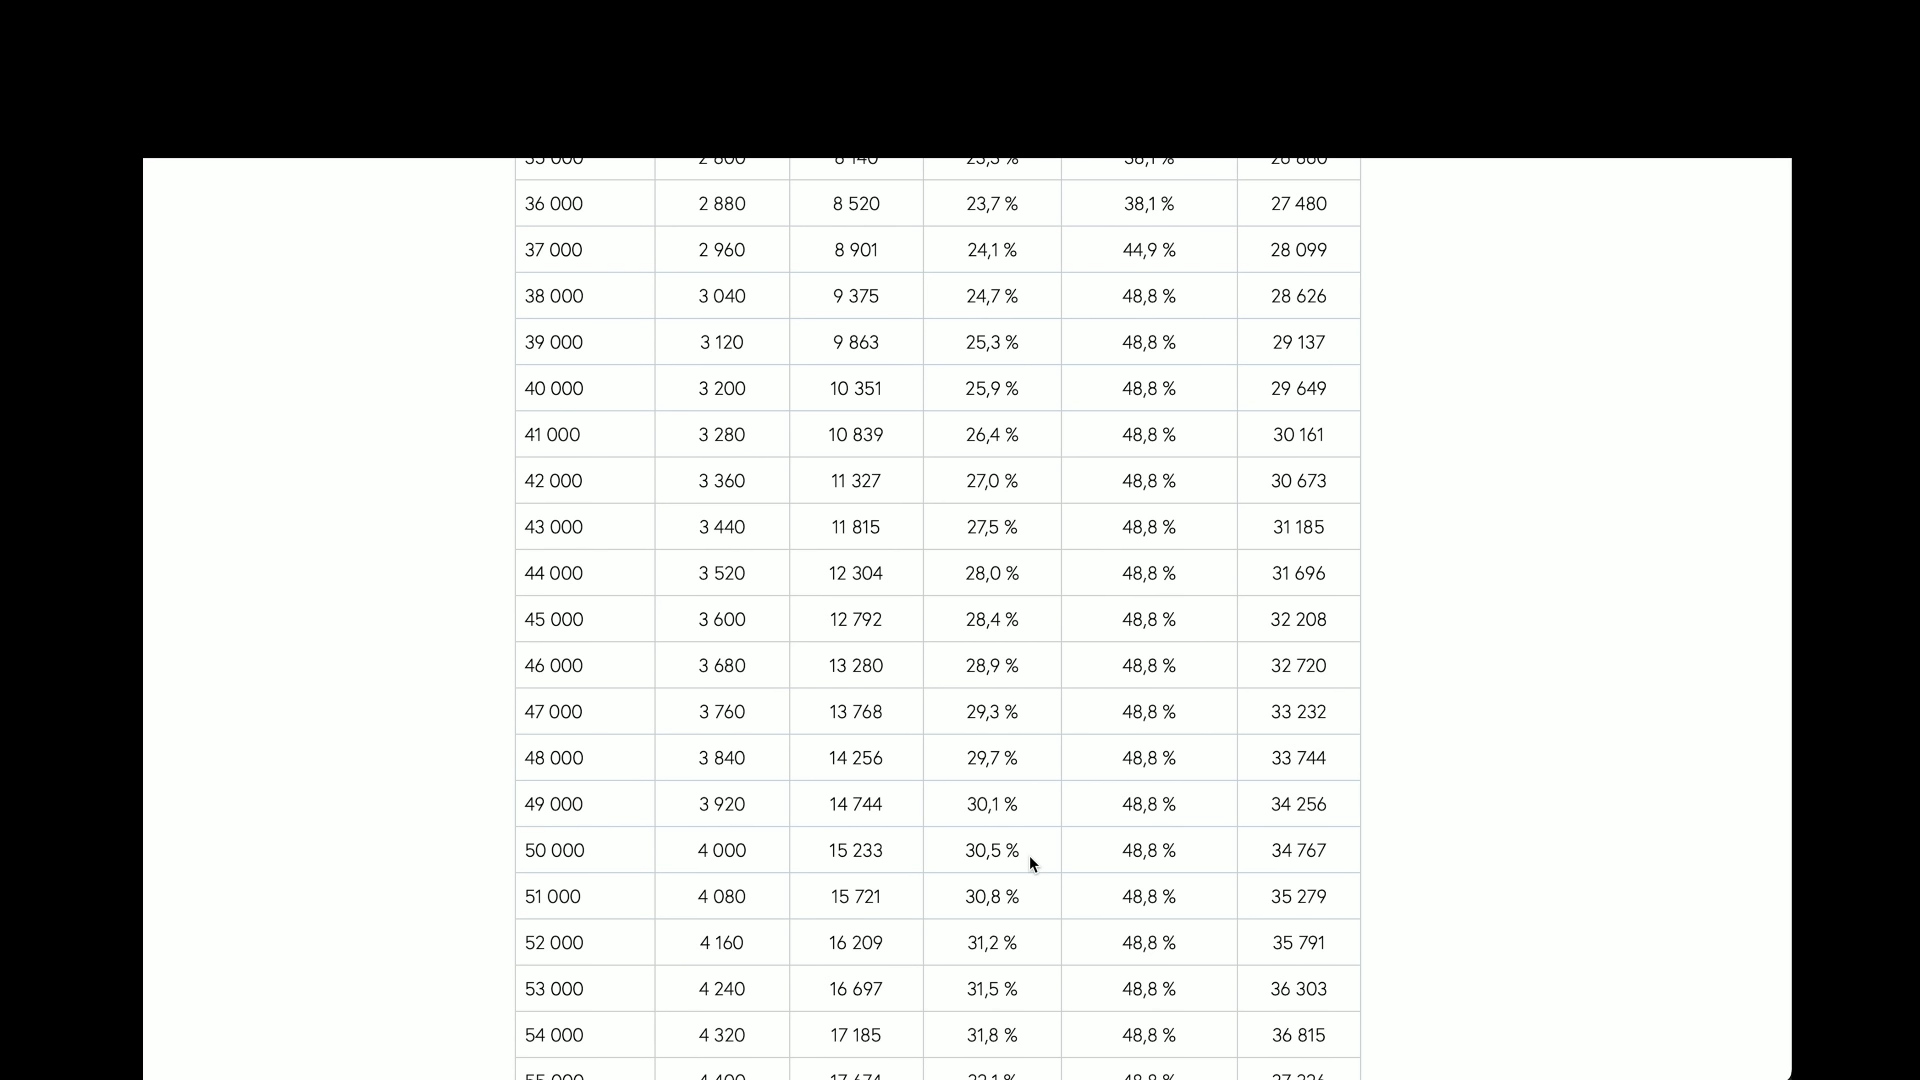 36 000 2 880 8 520 23,7 % 38,1 % 27 480
37 000 2 960 8 901 24,1 % 44,9 % 28 099
38 000 3 040 9 375 24,7 % 48,8 % 28 626
39 000 3 120 9 863 25,3 % 48,8 % 29 137
40 000 3 200 10 351 25,9 % 48,8 % 29 649
41 000 3 280 10 839 26,4 % 48,8 % 30 161
42 000 3 360 11 327 27,0 % 48,8 % 30 673
43 000 3 440 11 815 27,5 % 48,8 % 31 185
44 000 3 520 12 304 28,0 % 48,8 % 31 696
45 000 3 600 12 792 28,4 % 48,8 % 32 208
46 000 3 680 13 280 28,9 % 48,8 % 32 720
47 000 3 760 13 768 29,3 % 48,8 % 33 232
48 000 3 840 14 256 29,7 % 48,8 % 33 744
49 000 3 920 14 744 30,1 % 48,8 % 34 256
50 000 4 000 15 233 30,5 % 48,8 % 34 767
51 000 4 080 15 721 30,8 % 48,8 % 35 279
52 000 4 160 16 209 31,2 % 48,8 % 35 791
53 000 4 240 16 697 31,5 % 48,8 % 36 303
54 000 4 320 17 185 31,8 % 48,8 % 36 815